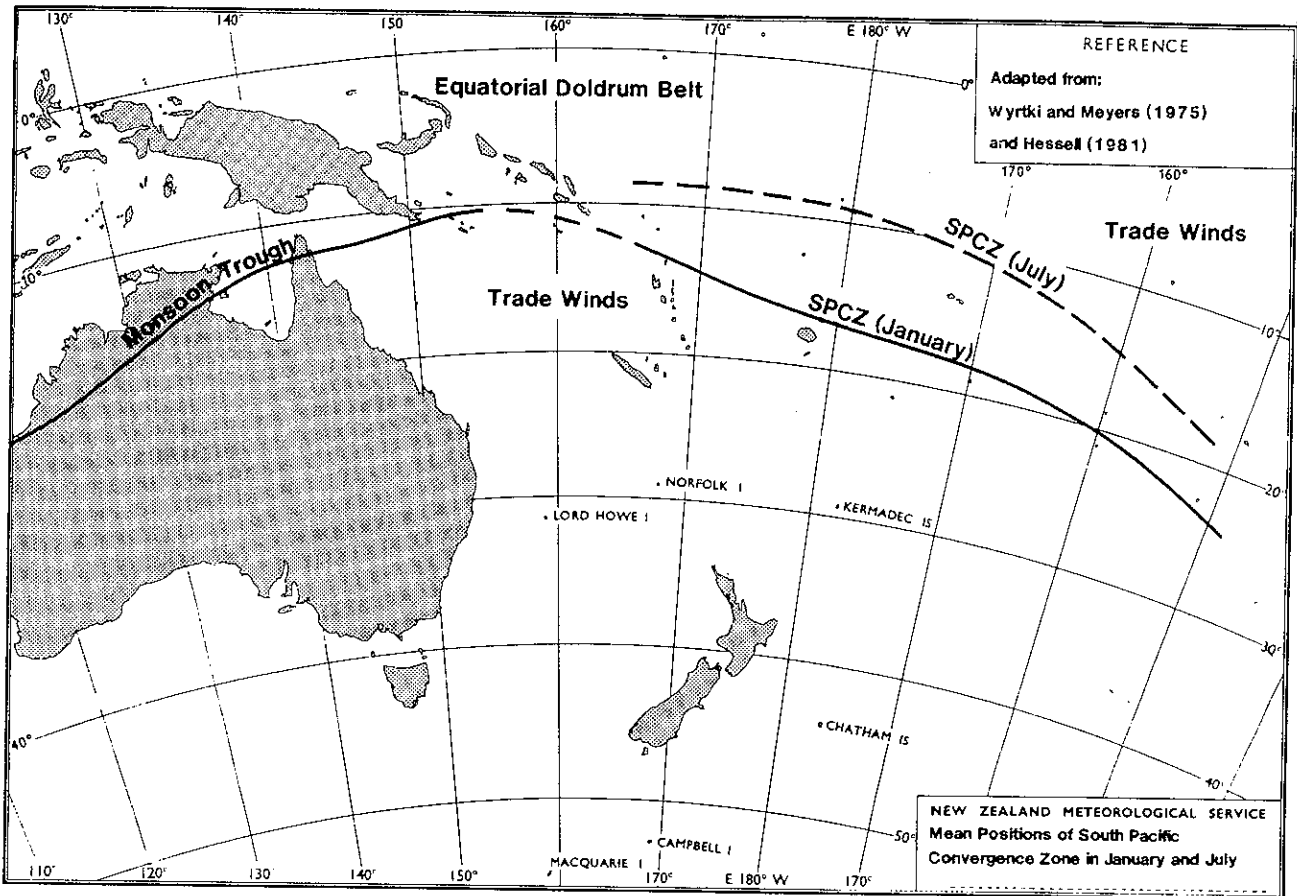 130° 140° 150° 160° 170° E 180° W
REFERENCE
Adapted from:
Wyrtki and Meyers (1975)
and Hessell (1981)
Equatorial Doldrum Belt
0°
0°
170° 160°
Trade Winds
SPCZ (July)
10°
Monsoon Trough
Trade Winds
SPCZ (January)
10°
20°
NORFOLK I
LORD HOWE I
KERMADEC IS
30°
CHATHAM IS
40°
40°
50°
NEW ZEALAND METEOROLOGICAL SERVICE
Mean Positions of South Pacific
Convergence Zone in January and July
CAMPBELL I
MACQUARIE I
110° 120° 130° 140° 150° 160° 170° E 180° W 170°